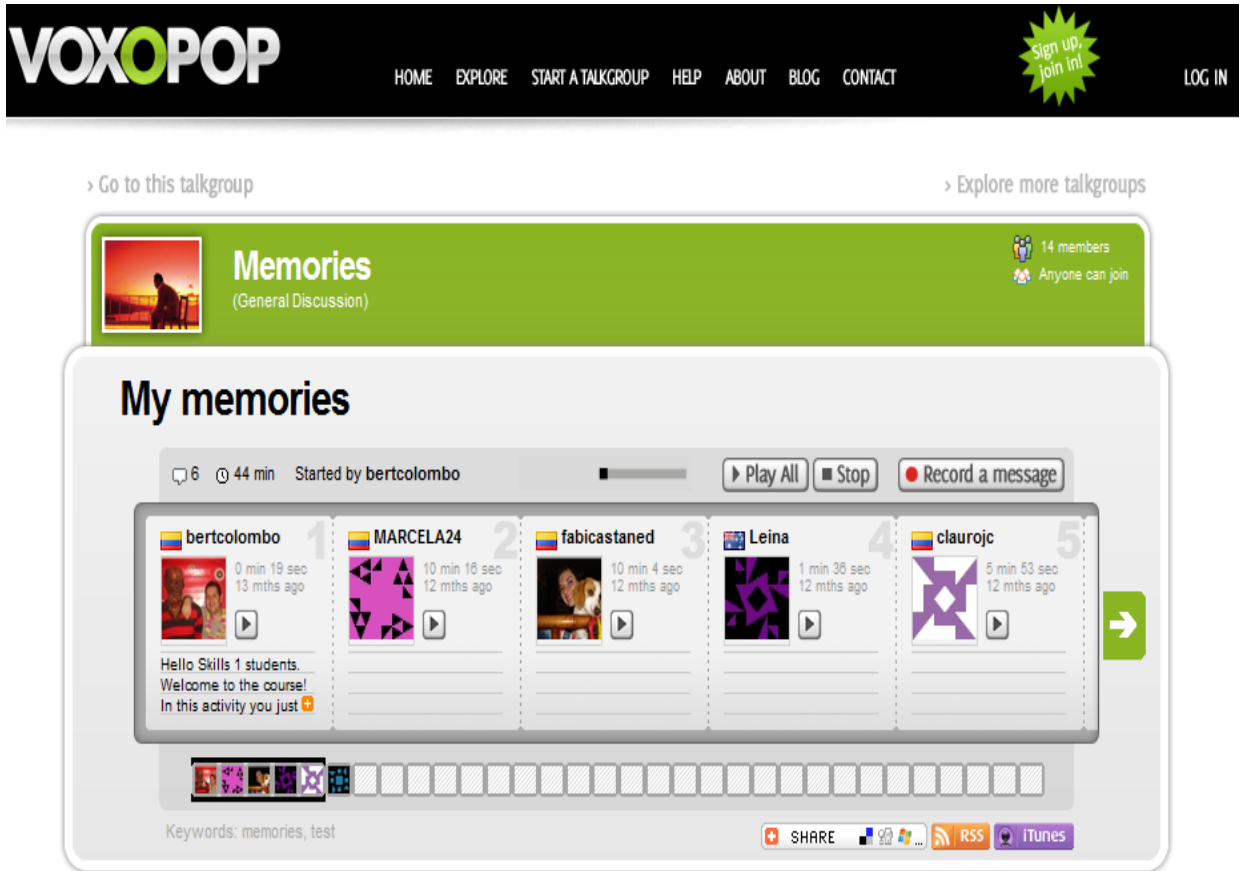 VOXOPOP
HOME EXPLORE START A TALKGROUP HELP ABOUT BLOG CONTACT
Sign up,
join in!
LOG IN
› Go to this talkgroup
› Explore more talkgroups
Memories
(General Discussion)
14 members
Anyone can join
My memories
6 44 min Started by bertcolombo
Play All Stop Record a message
bertcolombo 1
0 min 19 sec
13 mths ago
Hello Skills 1 students.
Welcome to the course!
In this activity you just
MARCELA24 2
10 min 16 sec
12 mths ago
fabicastaned 3
10 min 4 sec
12 mths ago
Leina 4
1 min 36 sec
12 mths ago
claurojc 5
5 min 53 sec
12 mths ago
Keywords: memories, test
SHARE ... RSS iTunes